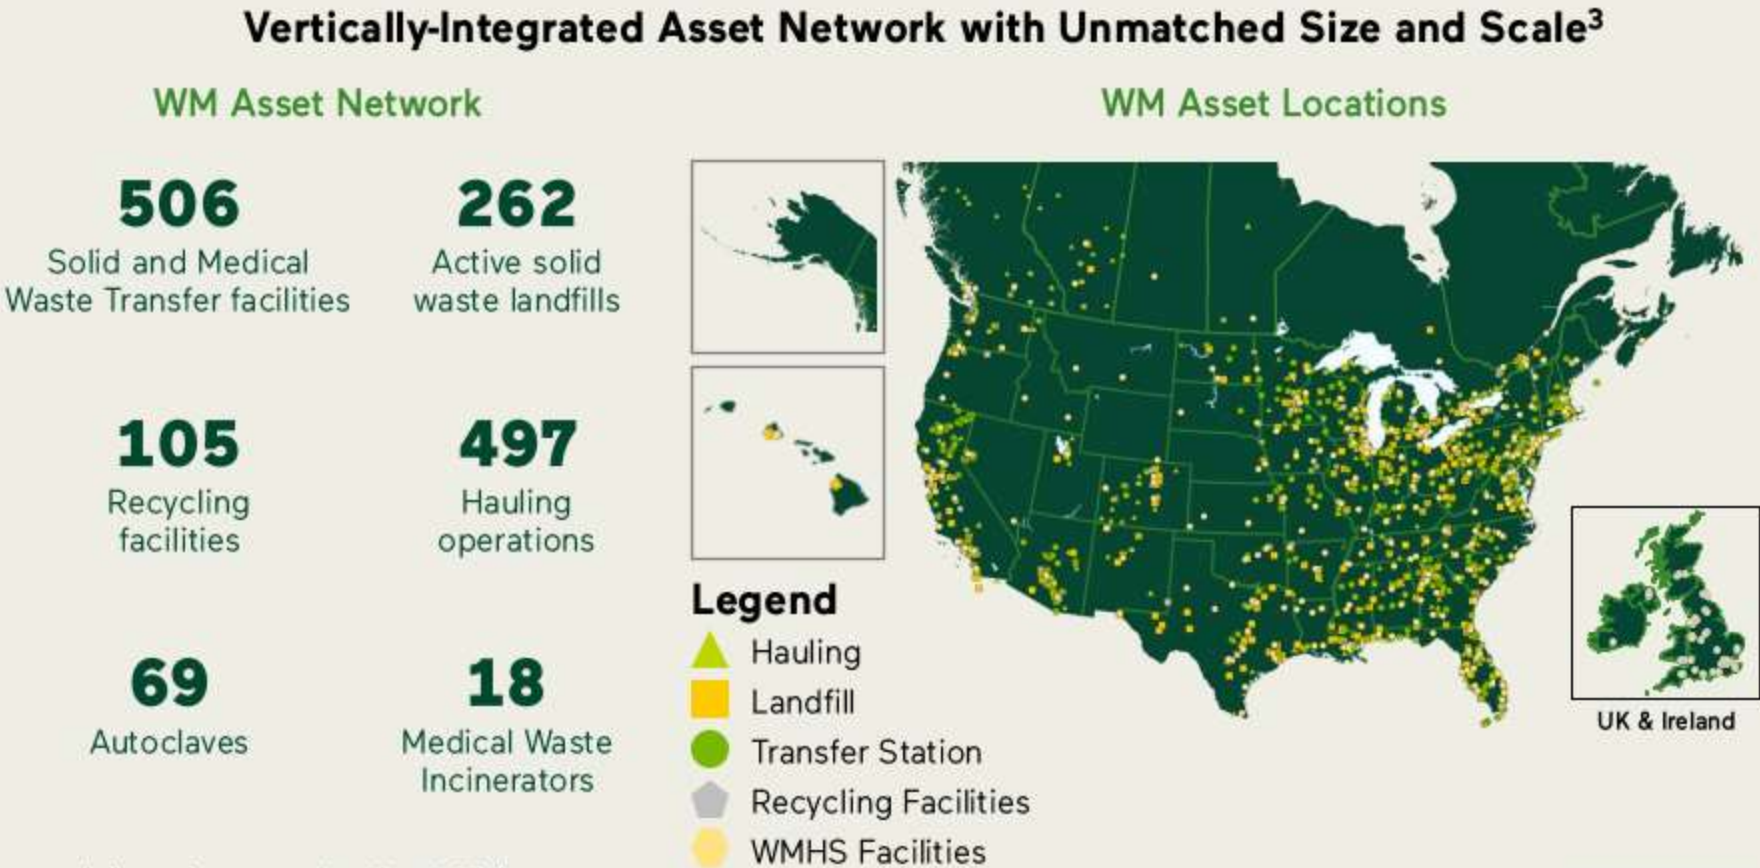 Vertically-Integrated Asset Network with Unmatched Size and Scale³
WM Asset Network
506
Solid and Medical
Waste Transfer facilities
262
Active solid
waste landfills
105
Recycling
facilities
497
Hauling
operations
69
Autoclaves
18
Medical Waste
Incinerators
WM Asset Locations
Legend
Hauling
Landfill
Transfer Station
Recycling Facilities
WMHS Facilities
UK & Ireland